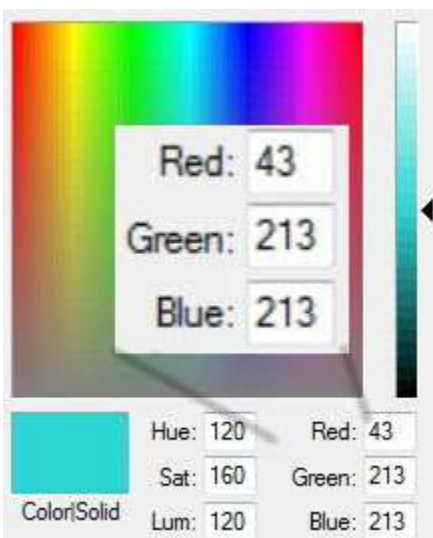 Red: 43
Green: 213
Blue: 213
Hue: 120 Red: 43
Sat: 160 Green: 213
Color|Solid Lum: 120 Blue: 213